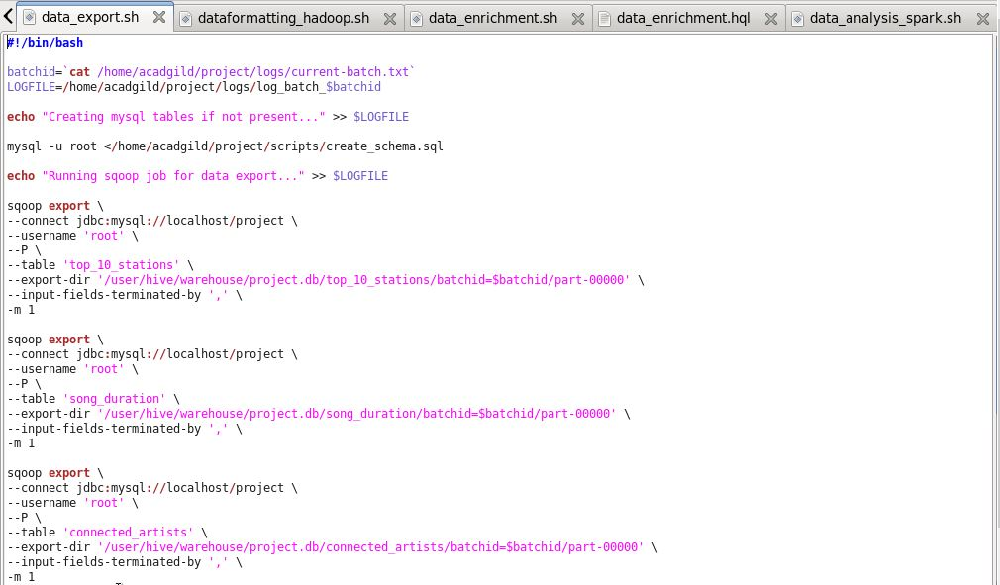 data_export.sh dataformatting_hadoop.sh data_enrichment.sh data_enrichment.hql data_analysis_spark.sh
#!/bin/bash
batchid=`cat /home/acadgild/project/logs/current-batch.txt`
LOGFILE=/home/acadgild/project/logs/log_batch_$batchid
echo "Creating mysql tables if not present..." >> $LOGFILE
mysql -u root </home/acadgild/project/scripts/create_schema.sql
echo "Running sqoop job for data export..." >> $LOGFILE
sqoop export \
--connect jdbc:mysql://localhost/project \
--username 'root' \
--P \
--table 'top_10_stations' \
--export-dir '/user/hive/warehouse/project.db/top_10_stations/batchid=$batchid/part-00000' \
--input-fields-terminated-by ',' \
-m 1
sqoop export \
--connect jdbc:mysql://localhost/project \
--username 'root' \
--P \
--table 'song_duration' \
--export-dir '/user/hive/warehouse/project.db/song_duration/batchid=$batchid/part-00000' \
--input-fields-terminated-by ',' \
-m 1
sqoop export \
--connect jdbc:mysql://localhost/project \
--username 'root' \
--P \
--table 'connected_artists' \
--export-dir '/user/hive/warehouse/project.db/connected_artists/batchid=$batchid/part-00000' \
--input-fields-terminated-by ',' \
-m 1